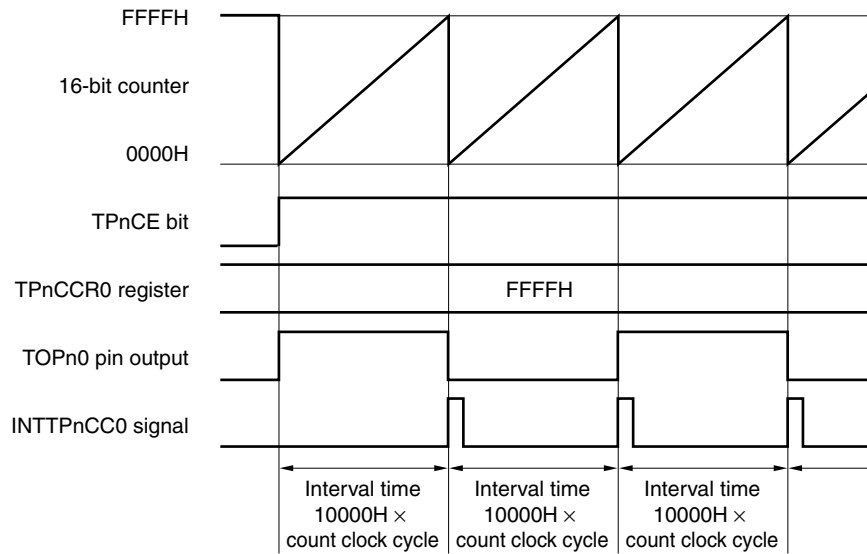 FFFFH
16-bit counter
0000H
TPnCE bit
TPnCCR0 register
FFFFH
TOPn0 pin output
INTTPnCC0 signal
Interval time
10000H ×
count clock cycle
Interval time
10000H ×
count clock cycle
Interval time
10000H ×
count clock cycle